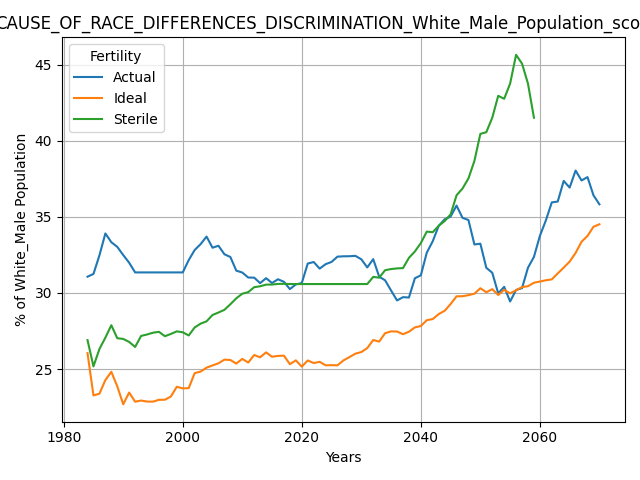 CAUSE_OF_RACE_DIFFERENCES_DISCRIMINATION_White_Male_Population_sco
Fertility
Actual
Ideal
Sterile
% of White_Male Population
45
40
35
30
25
1980
2000
2020
2040
2060
Years